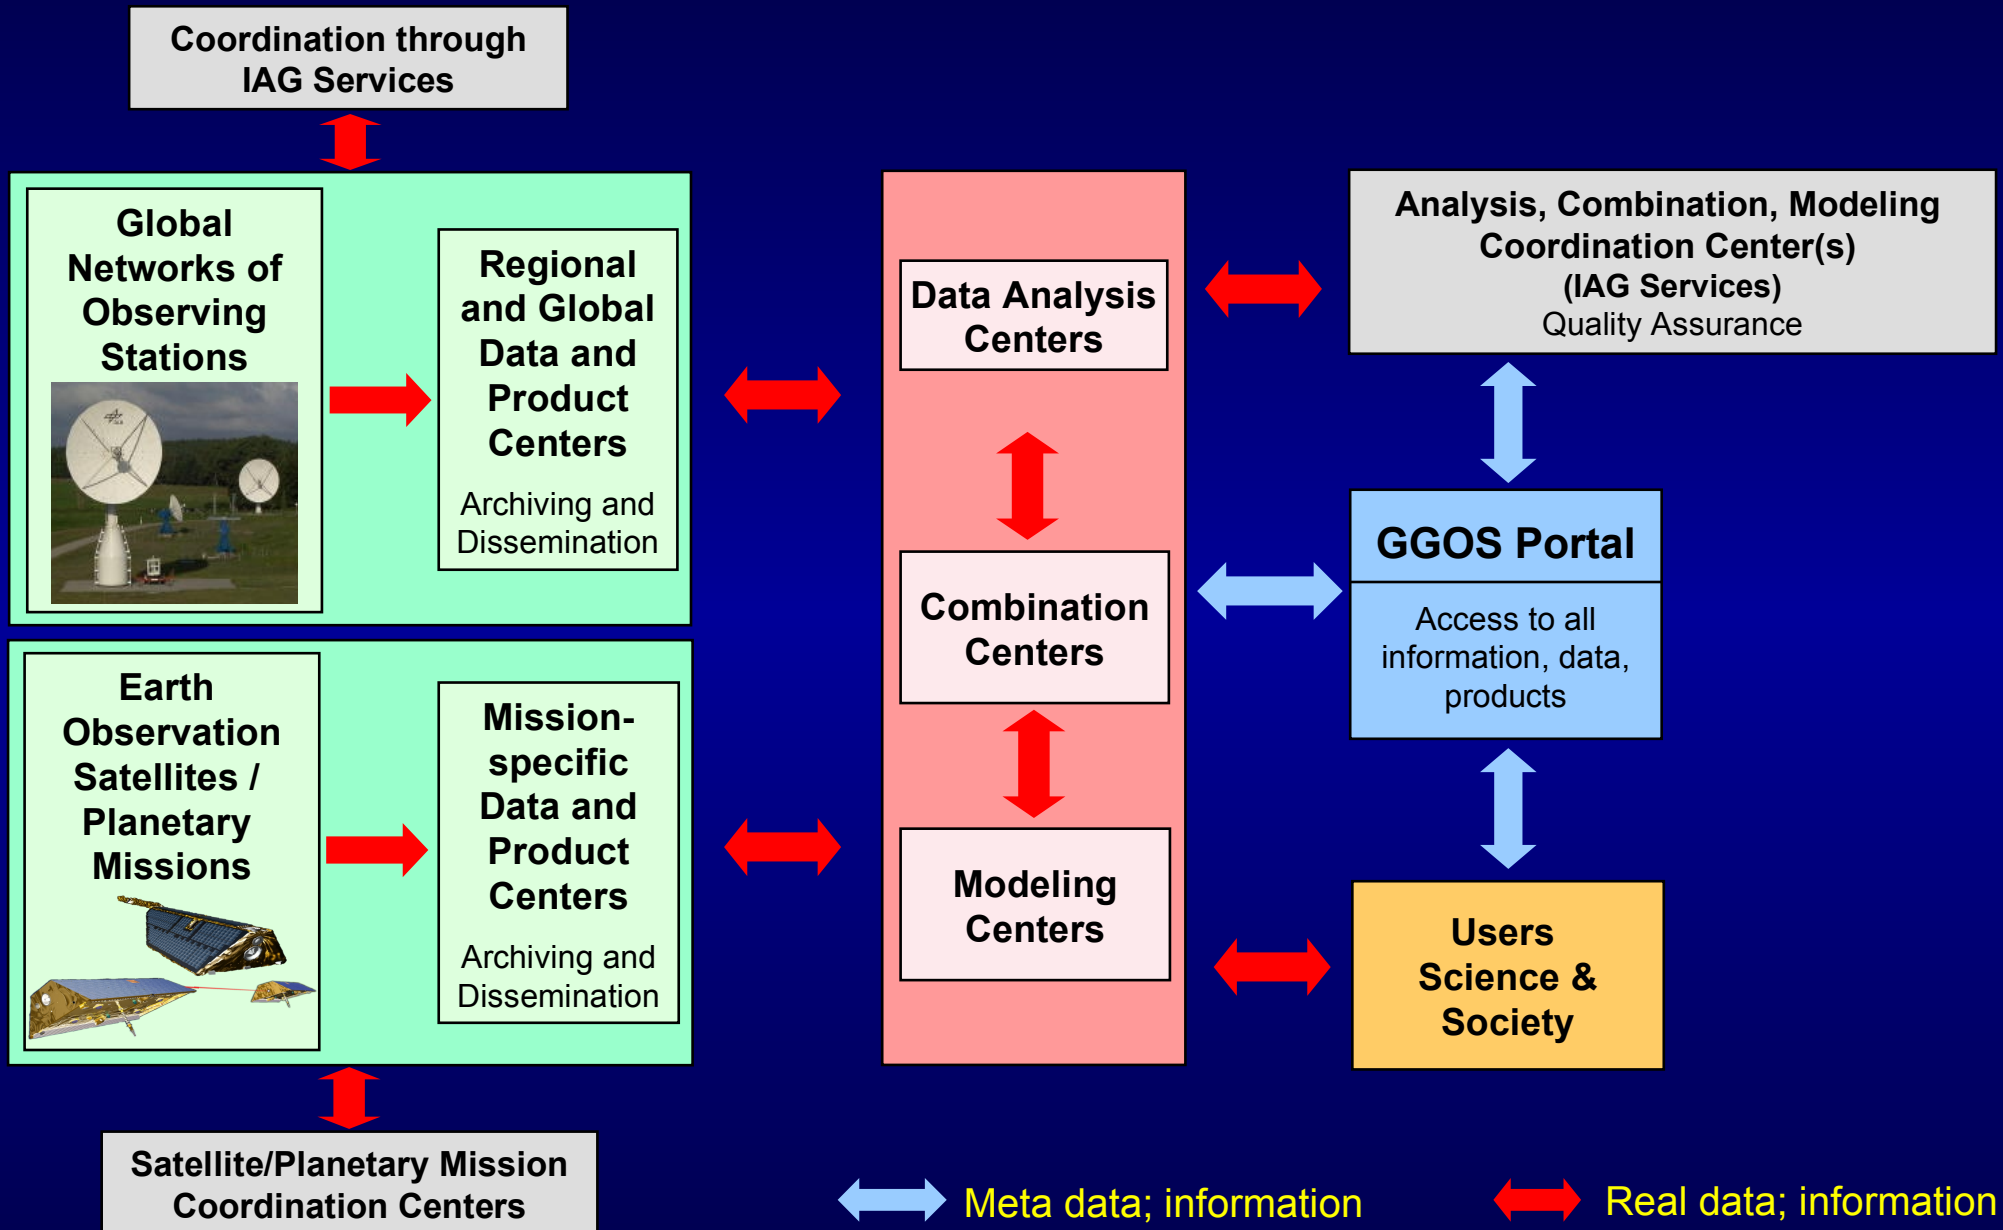 Coordination through
IAG Services
Global
Networks of
Observing
Stations
Regional
and Global
Data and
Product
Centers
Archiving and
Dissemination
Earth
Observation
Satellites /
Planetary
Missions
Mission-
specific
Data and
Product
Centers
Archiving and
Dissemination
Satellite/Planetary Mission
Coordination Centers
Data Analysis
Centers
Combination
Centers
Modeling
Centers
Analysis, Combination, Modeling
Coordination Center(s)
(IAG Services)
Quality Assurance
GGOS Portal
Access to all
information, data,
products
Users
Science &
Society
Meta data; information
Real data; information